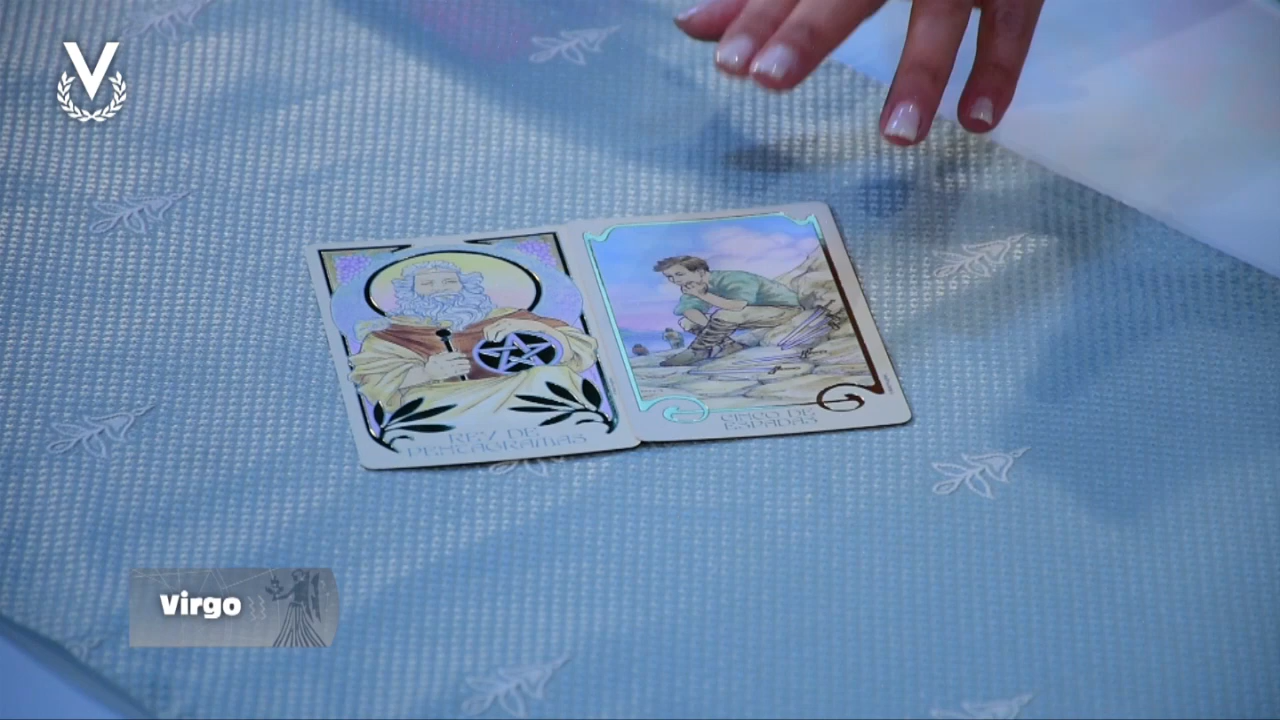 V
REY DE
PENTAGRAMAS
CINCO DE
ESPADAS
Virgo